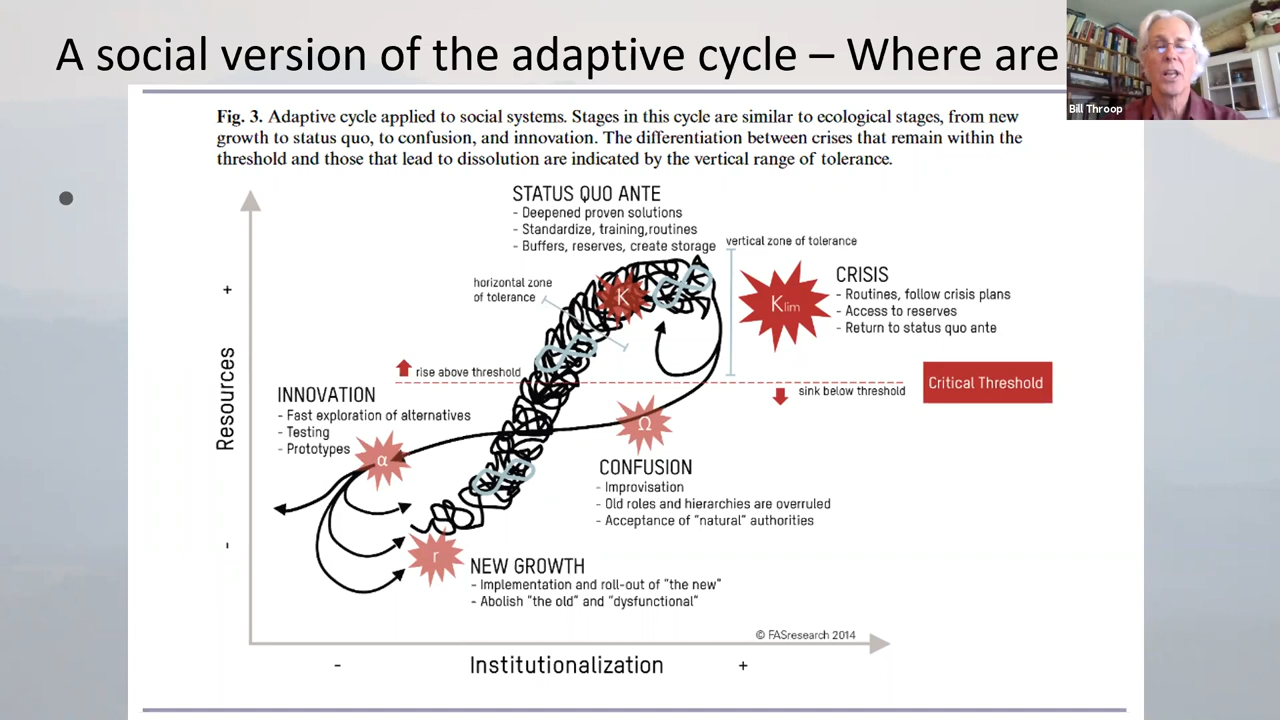 A social version of the adaptive cycle – Where are
Bill Throop
Fig. 3. Adaptive cycle applied to social systems. Stages in this cycle are similar to ecological stages, from new
growth to status quo, to confusion, and innovation. The differentiation between crises that remain within the
threshold and those that lead to dissolution are indicated by the vertical range of tolerance.
STATUS QUO ANTE
- Deepened proven solutions
- Standardize, training,routines
- Buffers, reserves, create storage
vertical zone of tolerance
horizontal zone
of tolerance
K
K
Klim
CRISIS
- Routines, follow crisis plans
- Access to reserves
- Return to status quo ante
+
Resources
-
rise above threshold
sink below threshold
Critical Threshold
INNOVATION
- Fast exploration of alternatives
- Testing
- Prototypes
α
Ω
CONFUSION
- Improvisation
- Old roles and hierarchies are overruled
- Acceptance of "natural" authorities
r
NEW GROWTH
- Implementation and roll-out of "the new"
- Abolish "the old" and "dysfunctional"
© FASresearch 2014
- Institutionalization +